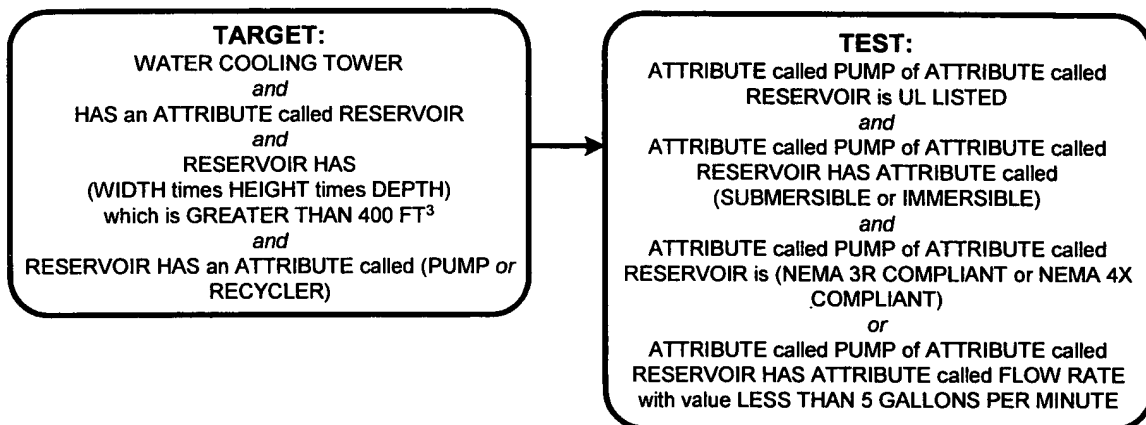 TARGET:
WATER COOLING TOWER
and
HAS an ATTRIBUTE called RESERVOIR
and
RESERVOIR HAS
(WIDTH times HEIGHT times DEPTH)
which is GREATER THAN 400 FT³
and
RESERVOIR HAS an ATTRIBUTE called (PUMP or
RECYCLER)
TEST:
ATTRIBUTE called PUMP of ATTRIBUTE called
RESERVOIR is UL LISTED
and
ATTRIBUTE called PUMP of ATTRIBUTE called
RESERVOIR HAS ATTRIBUTE called
(SUBMERSIBLE or IMMERSIBLE)
and
ATTRIBUTE called PUMP of ATTRIBUTE called
RESERVOIR is (NEMA 3R COMPLIANT or NEMA 4X
COMPLIANT)
or
ATTRIBUTE called PUMP of ATTRIBUTE called
RESERVOIR HAS ATTRIBUTE called FLOW RATE
with value LESS THAN 5 GALLONS PER MINUTE